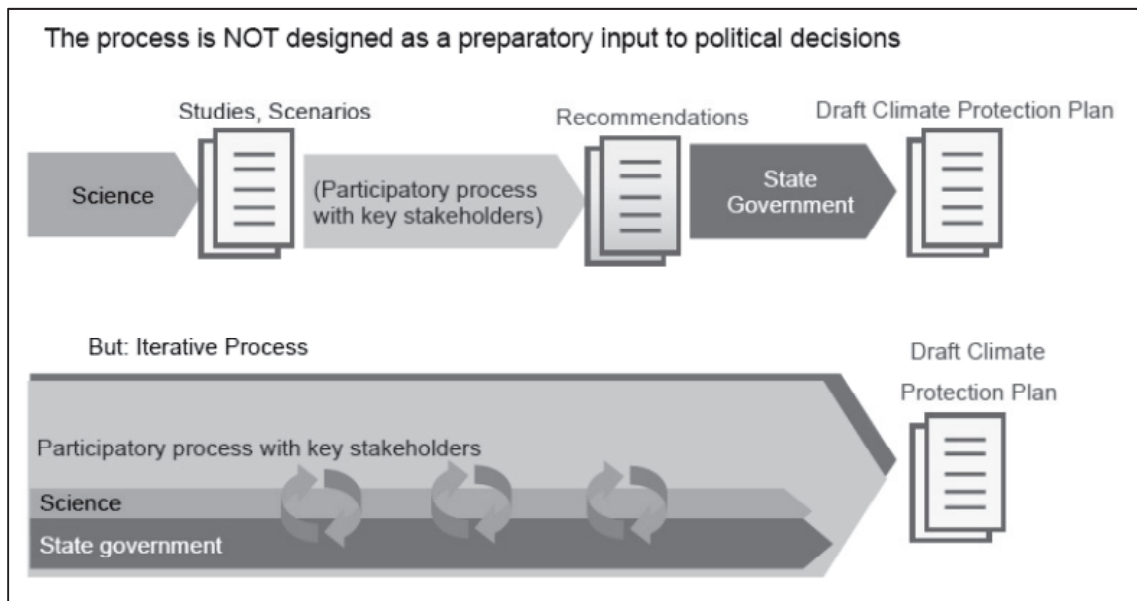 The process is NOT designed as a preparatory input to political decisions
Studies, Scenarios
Recommendations
Draft Climate Protection Plan
Science
(Participatory process
with key stakeholders)
State
Government
But: Iterative Process
Draft Climate
Protection Plan
Participatory process with key stakeholders
Science
State government